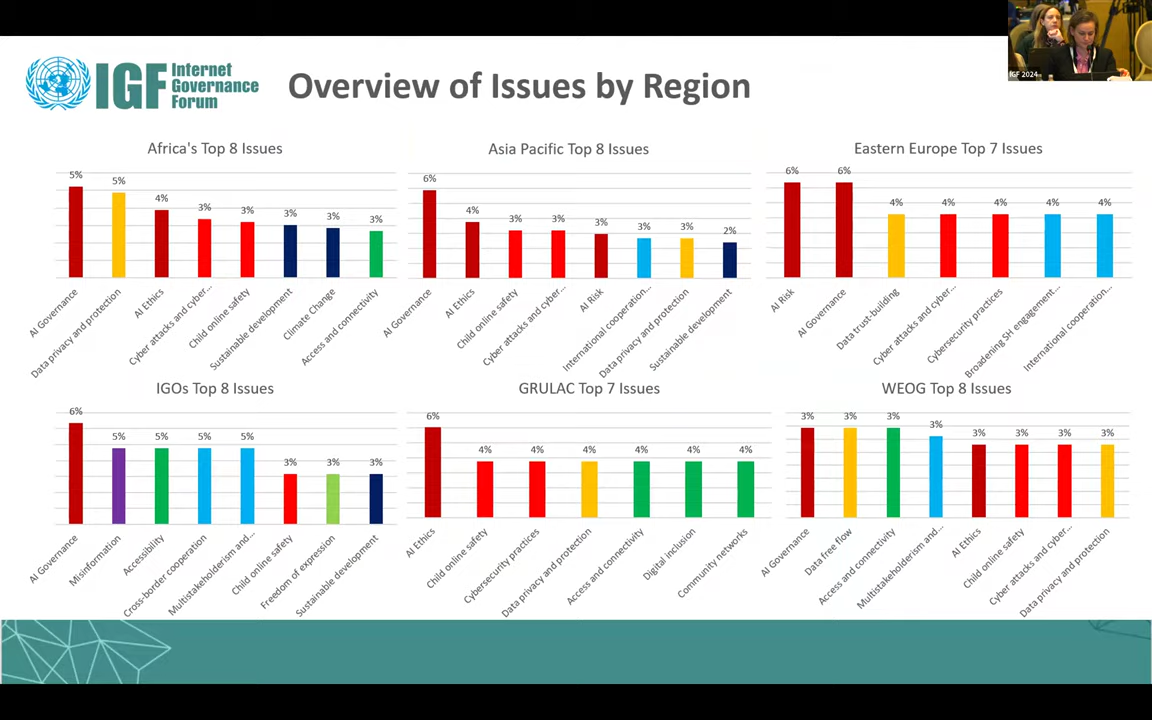 IGF 2024
IGF Internet
Governance
Forum
Overview of Issues by Region
Africa's Top 8 Issues
5%
5%
4%
3%
3%
3%
3%
3%
AI Governance
Data privacy and protection
AI Ethics
Cyber attacks and cyber...
Child online safety
Sustainable development
Climate Change
Access and connectivity
Asia Pacific Top 8 Issues
6%
4%
3%
3%
3%
3%
3%
2%
AI Governance
AI Ethics
Child online safety
Cyber attacks and cyber...
AI Risk
International cooperation...
Data privacy and protection
Sustainable development
Eastern Europe Top 7 Issues
6%
6%
4%
4%
4%
4%
4%
AI Risk
AI Governance
Data trust-building
Cyber attacks and cyber...
Cybersecurity practices
Broadening SH engagement...
International cooperation...
IGOs Top 8 Issues
6%
5%
5%
5%
5%
3%
3%
3%
AI Governance
Misinformation
Accessibility
Cross-border cooperation
Multistakeholderism and...
Child online safety
Freedom of expression
Sustainable development
GRULAC Top 7 Issues
6%
4%
4%
4%
4%
4%
4%
AI Ethics
Child online safety
Cybersecurity practices
Data privacy and protection
Access and connectivity
Digital inclusion
Community networks
WEOG Top 8 Issues
3%
3%
3%
3%
3%
3%
3%
3%
AI Governance
Data free flow
Access and connectivity
Multistakeholderism and...
AI Ethics
Child online safety
Cyber attacks and cyber...
Data privacy and protection